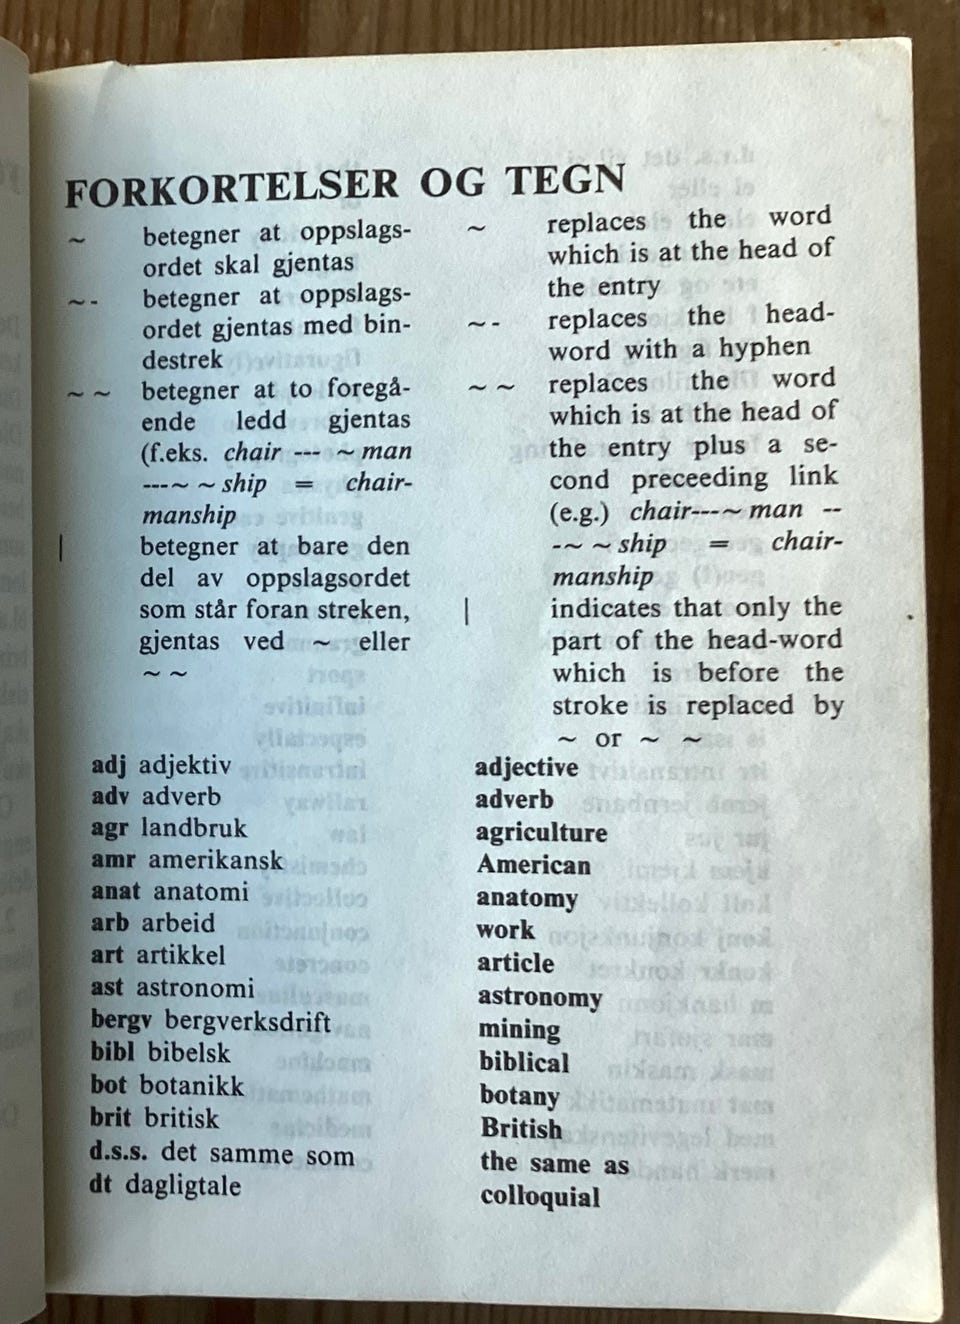 FORKORTELSER OG TEGN
~ betegner at oppslags-
ordet skal gjentas
~- betegner at oppslags-
ordet gjentas med bin-
destrek
~ ~ betegner at to foregå-
ende ledd gjentas
(f.eks. chair --- ~ man
---~ ~ ship = chair-
manship
| betegner at bare den
del av oppslagsordet
som står foran streken,
gjentas ved ~ eller
~ ~
~ replaces the word
which is at the head of
the entry
~- replaces the head-
word with a hyphen
~ ~ replaces the word
which is at the head of
the entry plus a se-
cond preceeding link
(e.g.) chair---~ man --
-~ ~ ship = chair-
manship
| indicates that only the
part of the head-word
which is before the
stroke is replaced by
~ or ~ ~
adj adjektiv adjective
adv adverb adverb
agr landbruk agriculture
amr amerikansk American
anat anatomi anatomy
arb arbeid work
art artikkel article
ast astronomi astronomy
bergv bergverksdrift mining
bibl bibelsk biblical
bot botanikk botany
brit britisk British
d.s.s. det samme som the same as
dt dagligtale colloquial